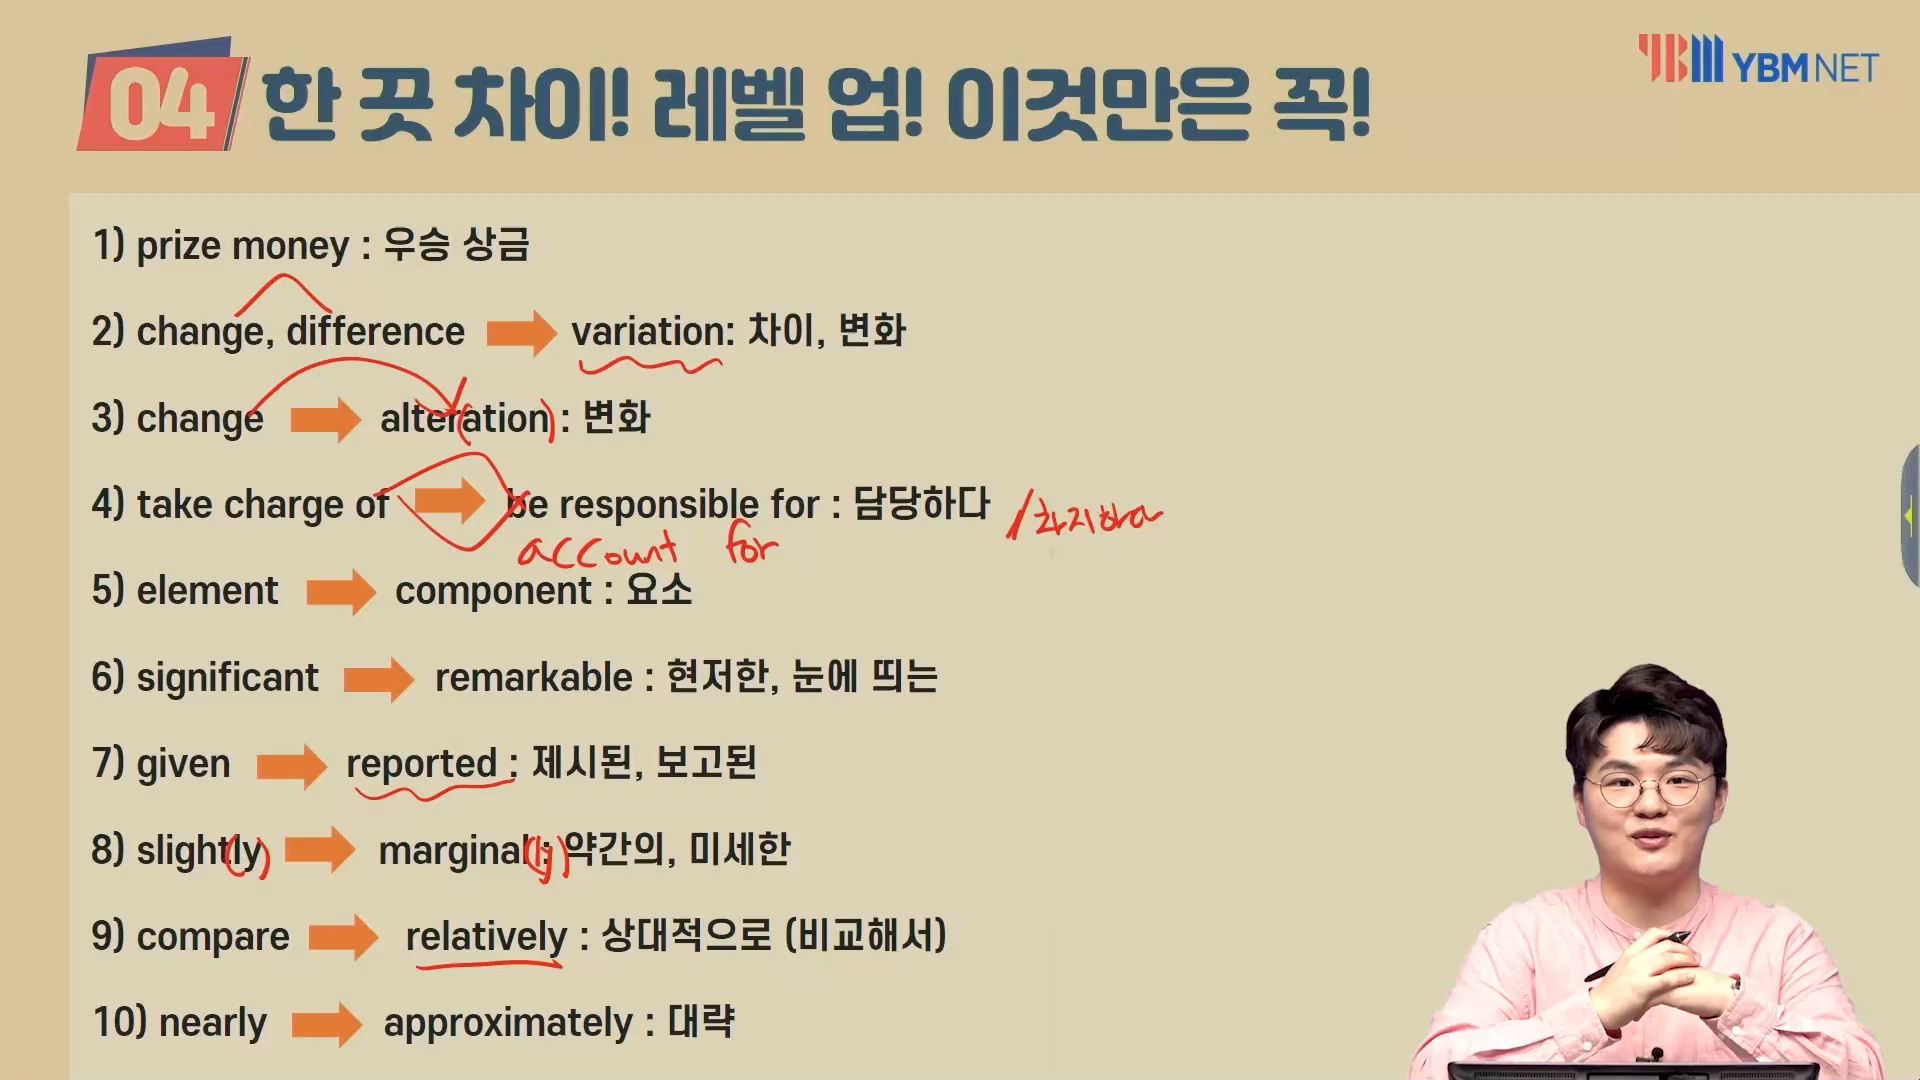 04 한 끗 차이! 레벨 업! 이것만은 꼭!
YBM NET
1) prize money : 우승 상금
2) change, difference variation: 차이, 변화
3) change alteration : 변화
4) take charge of be responsible for : 담당하다 /차지하다
account for
5) element component : 요소
6) significant remarkable : 현저한, 눈에 띄는
7) given reported : 제시된, 보고된
8) slightly marginal(ly) : 약간의, 미세한
9) compare relatively : 상대적으로 (비교해서)
10) nearly approximately : 대략